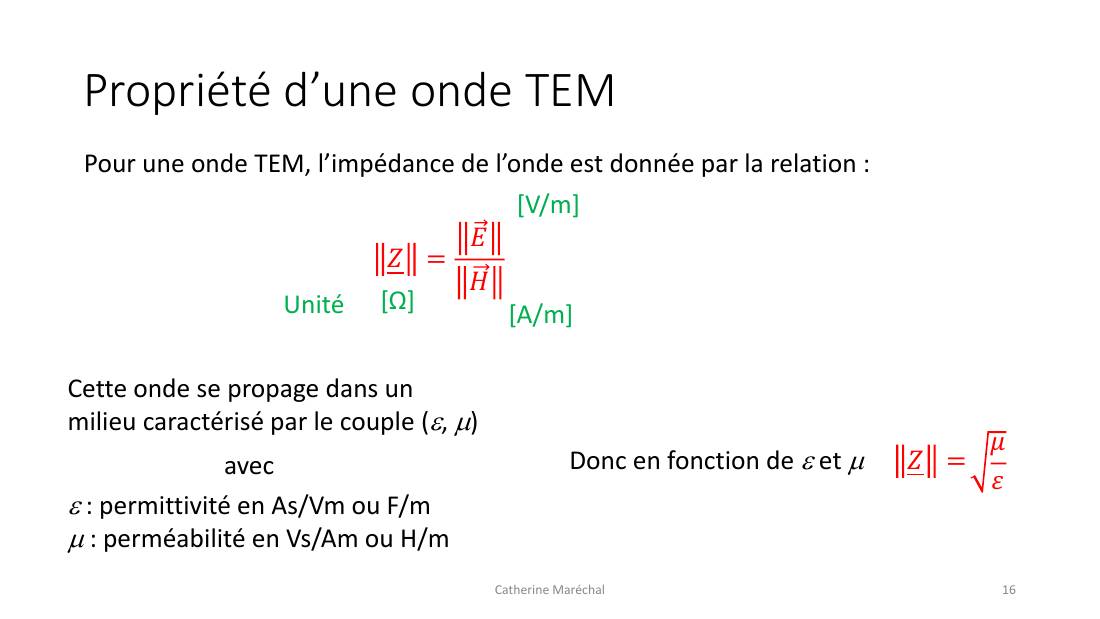 Propriété d’une onde TEM
Pour une onde TEM, l’impédance de l’onde est donnée par la relation :
[V/m]
‖Z‖ = ‖E⃗‖ / ‖H⃗‖
Unité [Ω]
[A/m]
Cette onde se propage dans un
milieu caractérisé par le couple (ε, μ)
avec
ε : permittivité en As/Vm ou F/m
μ : perméabilité en Vs/Am ou H/m
Donc en fonction de ε et μ ‖Z‖ = √(μ/ε)
Catherine Maréchal
16